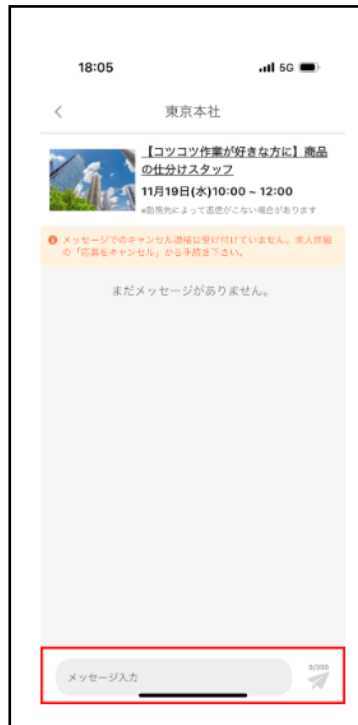 18:05
5G
東京本社
【コツコツ作業が好きな方に】商品
の仕分けスタッフ
11月19日(水)10:00 ~ 12:00
※勤務先によって返信がこない場合があります
メッセージでのキャンセル連絡は受け付けていません。求人詳細
の「応募をキャンセル」から手続き下さい。
まだメッセージがありません。
メッセージ入力
0/300